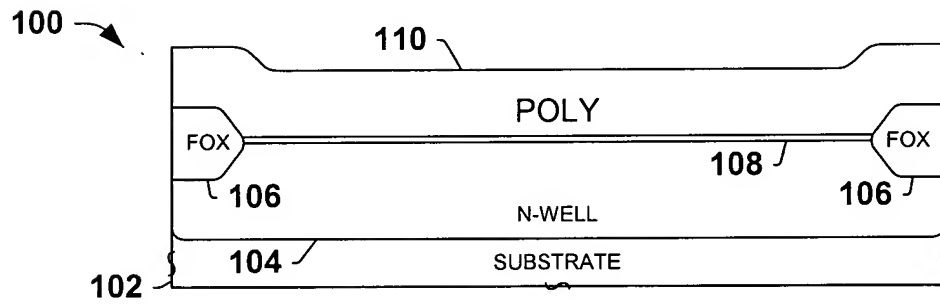 100
110
POLY
FOX
FOX
108
106
106
N-WELL
104
SUBSTRATE
102